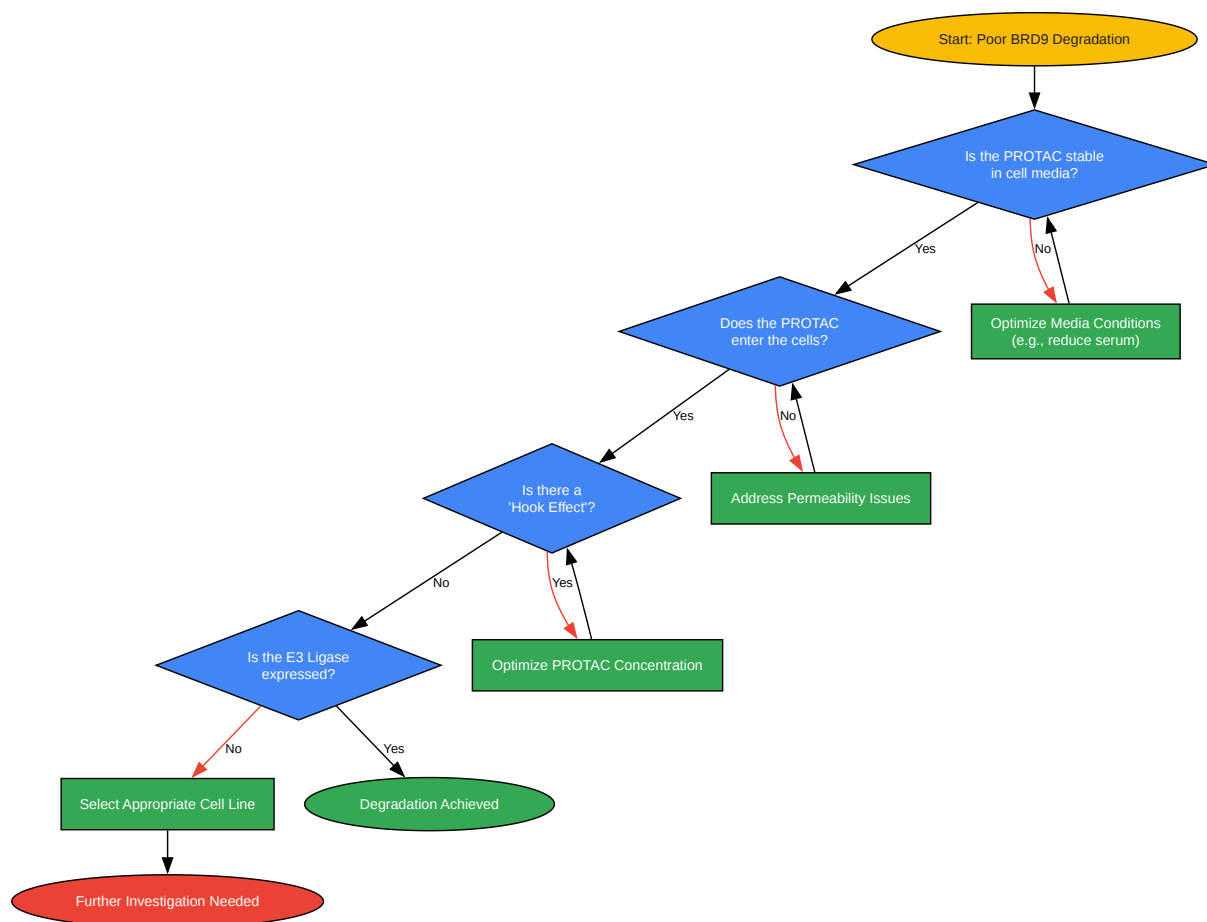 Start: Poor BRD9 Degradation
Is the PROTAC stable
in cell media?
Yes
No
Does the PROTAC
enter the cells?
Optimize Media Conditions
(e.g., reduce serum)
Yes
No
Is there a
'Hook Effect'?
Address Permeability Issues
No
Yes
Is the E3 Ligase
expressed?
Optimize PROTAC Concentration
No
Yes
Select Appropriate Cell Line
Degradation Achieved
Further Investigation Needed